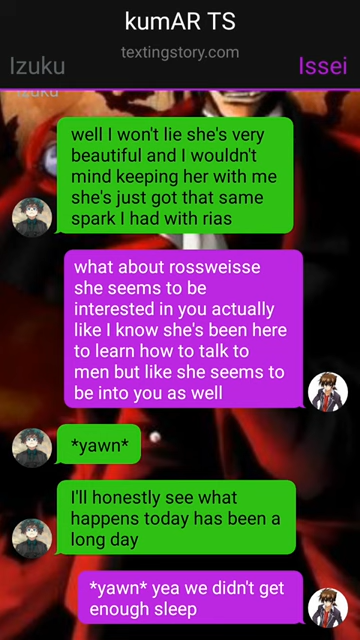 kumAR TS
textingstory.com
Izuku
Issei
Izuku
well I won't lie she's very
beautiful and I wouldn't
mind keeping her with me
she's just got that same
spark I had with rias
what about rossweisse
she seems to be
interested in you actually
like I know she's been here
to learn how to talk to
men but like she seems to
be into you as well
*yawn*
I'll honestly see what
happens today has been a
long day
*yawn* yea we didn't get
enough sleep